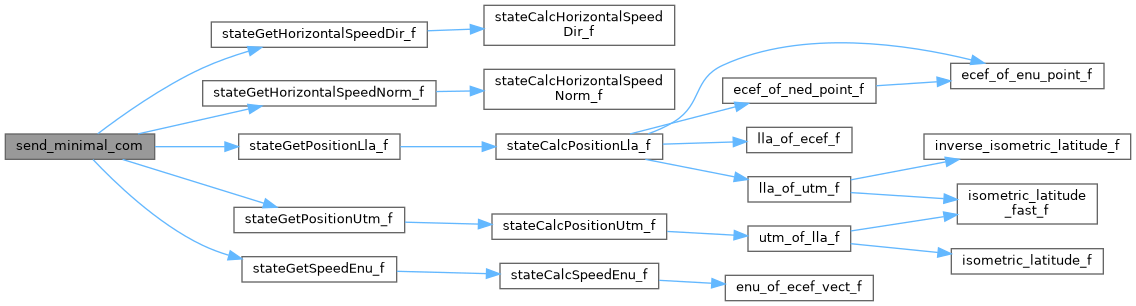 send_minimal_com
stateGetHorizontalSpeedDir_f
stateCalcHorizontalSpeed
Dir_f
stateGetHorizontalSpeedNorm_f
stateCalcHorizontalSpeed
Norm_f
stateGetPositionLla_f
stateCalcPositionLla_f
ecef_of_ned_point_f
ecef_of_enu_point_f
lla_of_ecef_f
lla_of_utm_f
inverse_isometric_latitude_f
isometric_latitude
_fast_f
stateGetPositionUtm_f
stateCalcPositionUtm_f
utm_of_lla_f
isometric_latitude_f
stateGetSpeedEnu_f
stateCalcSpeedEnu_f
enu_of_ecef_vect_f